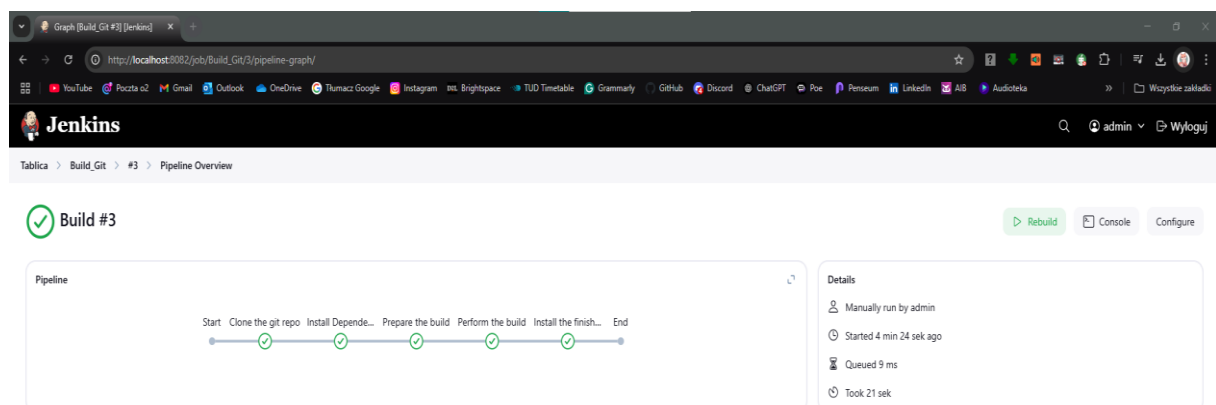 Graph [Build_Git #3] [Jenkins]
http://localhost:8082/job/Build_Git/3/pipeline-graph/
YouTube Poczta o2 Gmail Outlook OneDrive Tłumacz Google Instagram Brightspace TUD Timetable Grammarly GitHub Discord ChatGPT Poe Penseum LinkedIn AIB Audioteka » Wszystkie zakładki
Jenkins admin Wyloguj
Tablica > Build_Git > #3 > Pipeline Overview
Build #3 Rebuild Console Configure
Pipeline
Start Clone the git repo Install Depende... Prepare the build Perform the build Install the finish... End
Details
Manually run by admin
Started 4 min 24 sek ago
Queued 9 ms
Took 21 sek